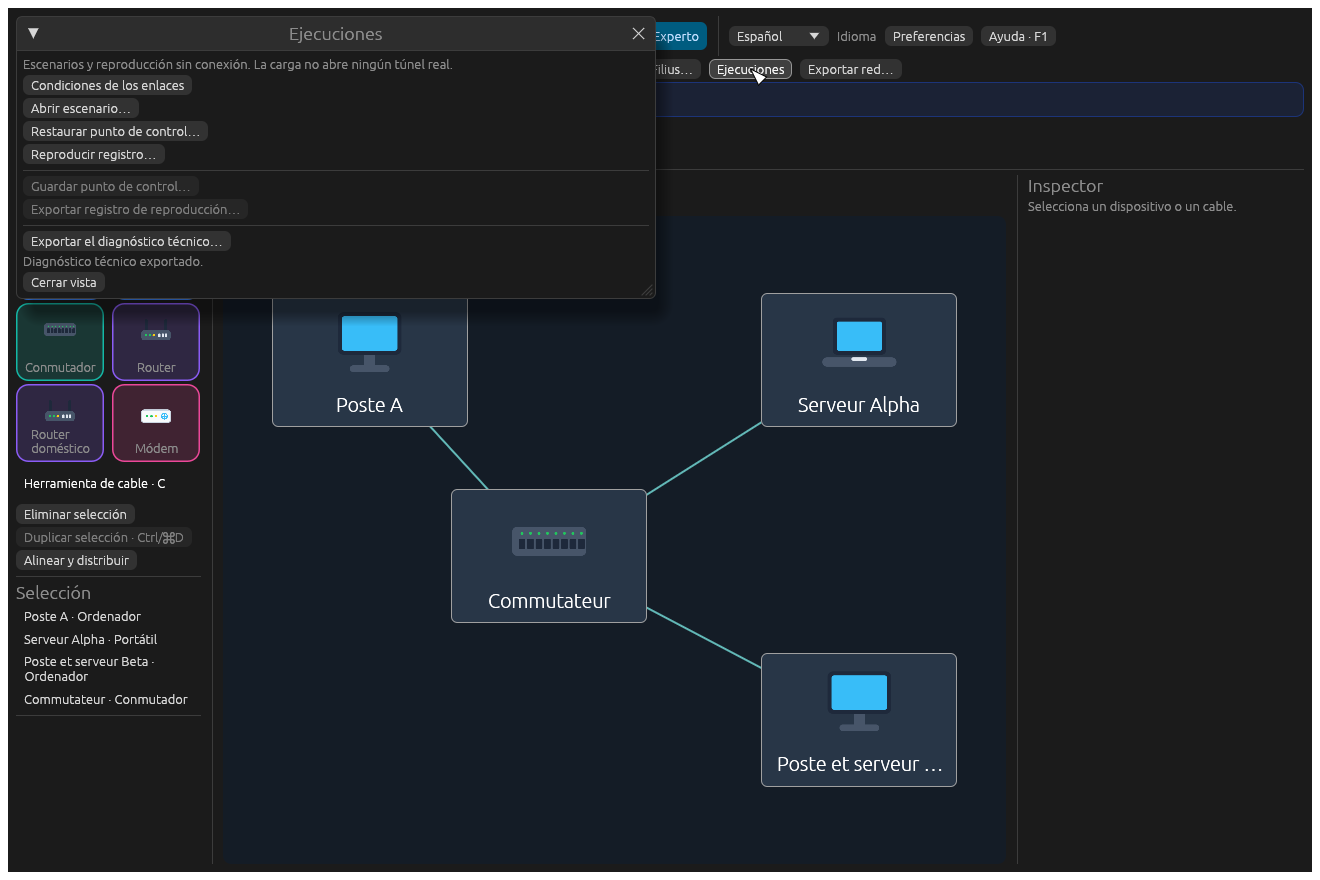 Ejecuciones
Experto
Español
Idioma
Preferencias
Ayuda · F1
Filius…
Ejecuciones
Exportar red…
Escenarios y reproducción sin conexión. La carga no abre ningún túnel real.
Condiciones de los enlaces
Abrir escenario…
Restaurar punto de control…
Reproducir registro…
Guardar punto de control…
Exportar registro de reproducción…
Exportar el diagnóstico técnico…
Diagnóstico técnico exportado.
Cerrar vista
Conmutador
Router
Router
doméstico
Módem
Herramienta de cable · C
Eliminar selección
Duplicar selección · Ctrl/⌘D
Alinear y distribuir
Selección
Poste A · Ordenador
Serveur Alpha · Portátil
Poste et serveur Beta ·
Ordenador
Commutateur · Conmutador
Poste A
Serveur Alpha
Commutateur
Poste et serveur …
Inspector
Selecciona un dispositivo o un cable.